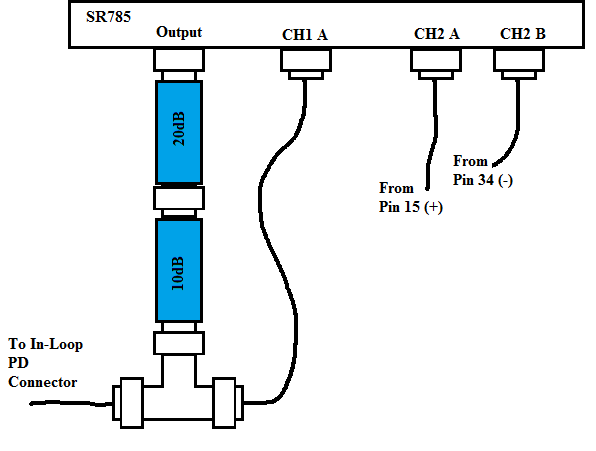 SR785
Output
CH1 A
CH2 A
CH2 B
20dB
From
Pin 34 (-)
From
Pin 15 (+)
10dB
To In-Loop
PD
Connector